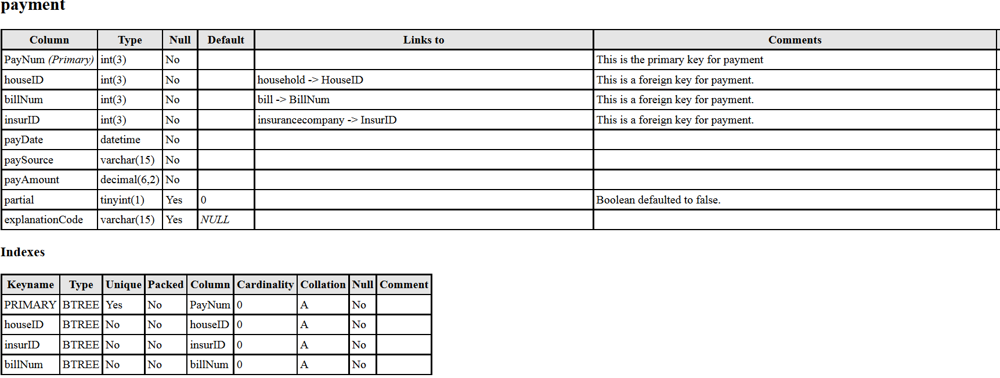 payment
Column Type Null Default Links to Comments
PayNum (Primary) int(3) No This is the primary key for payment
houseID int(3) No household -> HouseID This is a foreign key for payment.
billNum int(3) No bill -> BillNum This is a foreign key for payment.
insurID int(3) No insurancecompany -> InsurID This is a foreign key for payment.
payDate datetime No
paySource varchar(15) No
payAmount decimal(6,2) No
partial tinyint(1) Yes 0 Boolean defaulted to false.
explanationCode varchar(15) Yes NULL
Indexes
Keyname Type Unique Packed Column Cardinality Collation Null Comment
PRIMARY BTREE Yes No PayNum 0 A No
houseID BTREE No No houseID 0 A No
insurID BTREE No No insurID 0 A No
billNum BTREE No No billNum 0 A No